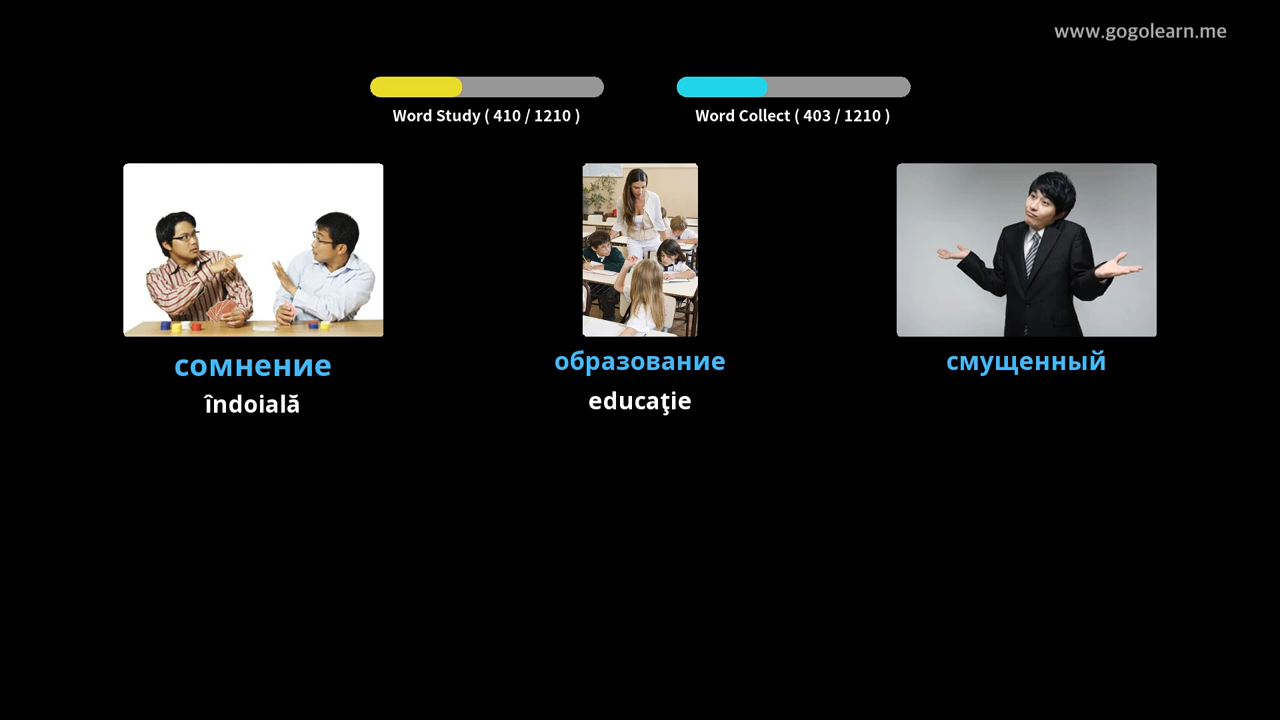 www.gogolearn.me
Word Study ( 410 / 1210 )
Word Collect ( 403 / 1210 )
сомнение
îndoială
образование
educaţie
смущенный